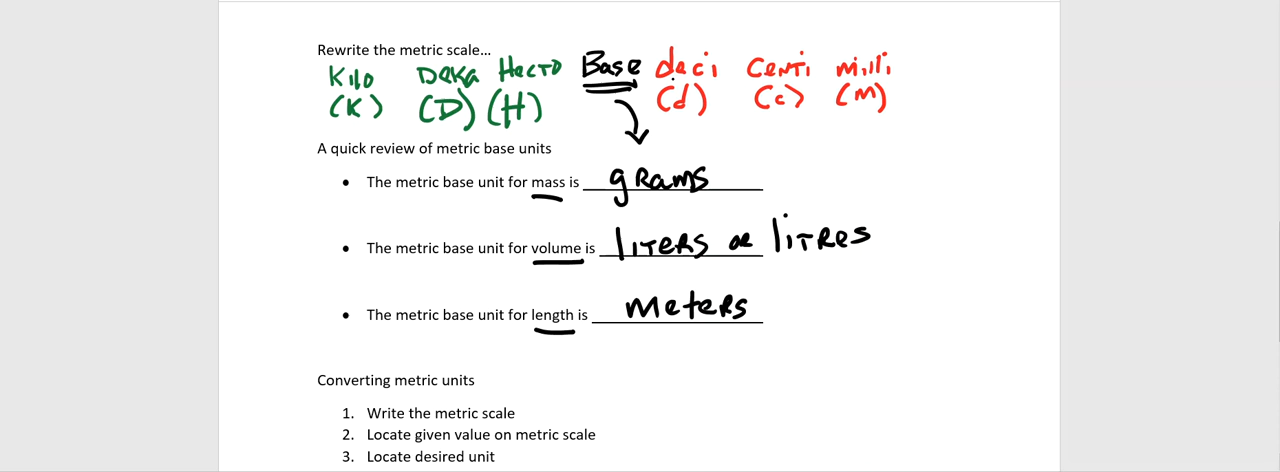 Rewrite the metric scale...
Kilo Deka Hecto Base deci centi milli
(K) (D) (H) (d) (c) (m)
A quick review of metric base units
• The metric base unit for mass is grams
• The metric base unit for volume is liters or litres
• The metric base unit for length is meters
Converting metric units
1. Write the metric scale
2. Locate given value on metric scale
3. Locate desired unit